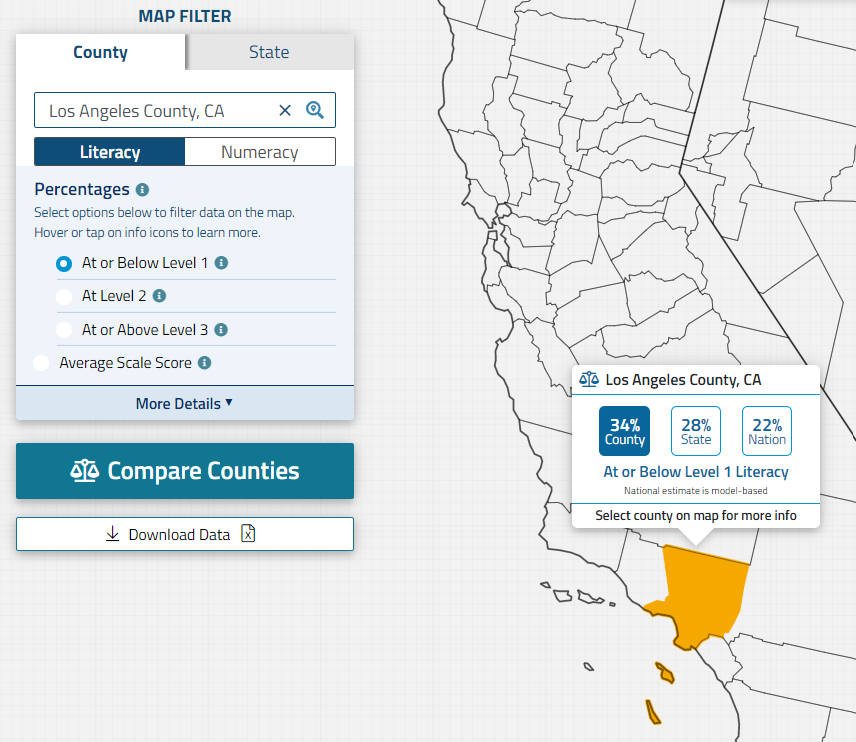 MAP FILTER
County State
Los Angeles County, CA
Literacy Numeracy
Percentages
Select options below to filter data on the map.
Hover or tap on info icons to learn more.
At or Below Level 1
At Level 2
At or Above Level 3
Average Scale Score
More Details
Compare Counties
Download Data
Los Angeles County, CA
34% 28% 22%
County State Nation
At or Below Level 1 Literacy
National estimate is model-based
Select county on map for more info